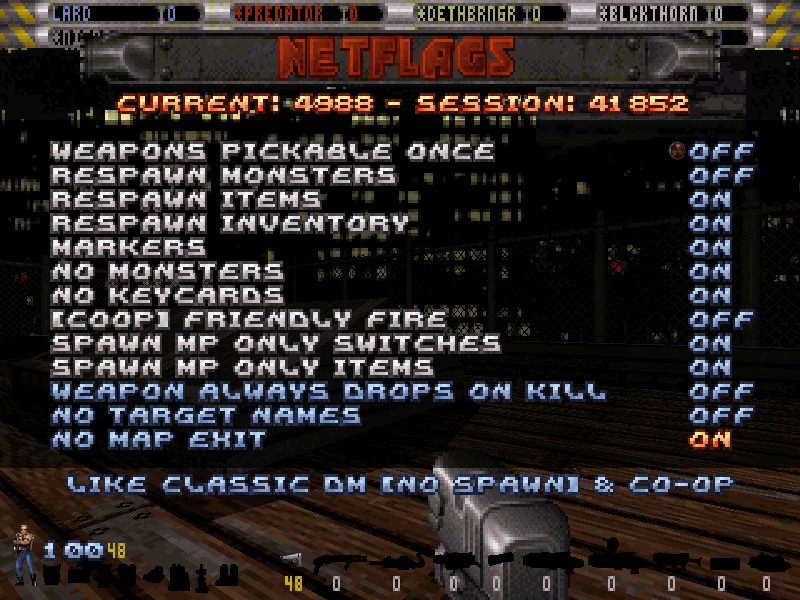 LARD 0 *PREDATOR 0 *DETHBRNGR 0 *BLCKTHORN 0
NETFLAGS
CURRENT: 4988 - SESSION: 41852
WEAPONS PICKABLE ONCE OFF
RESPAWN MONSTERS OFF
RESPAWN ITEMS ON
RESPAWN INVENTORY ON
MARKERS ON
NO MONSTERS ON
NO KEYCARDS ON
[COOP] FRIENDLY FIRE OFF
SPAWN MP ONLY SWITCHES ON
SPAWN MP ONLY ITEMS ON
WEAPON ALWAYS DROPS ON KILL OFF
NO TARGET NAMES OFF
NO MAP EXIT ON
LIKE CLASSIC DM [NO SPAWN] & CO-OP
100 48
48 0 0 0 0 0 0 0 0 0